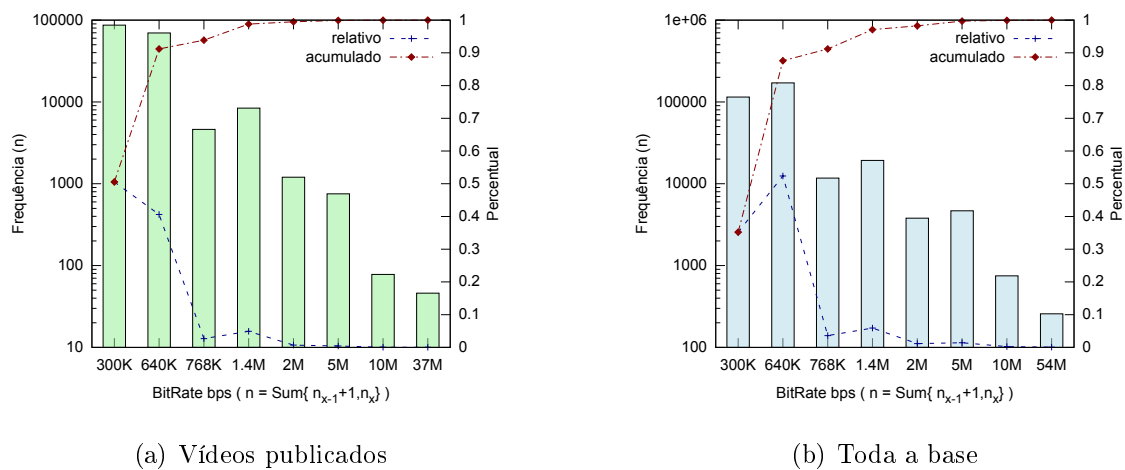 100000
10000
1000
100
10
Frequência (n)
300K 640K 768K 1.4M 2M 5M 10M 37M
BitRate bps ( n = Sum{ n_{x-1}+1,n_x} )
1
0.9
0.8
0.7
0.6
0.5
0.4
0.3
0.2
0.1
0
Percentual
relativo
acumulado
(a) Vídeos publicados
1e+06
100000
10000
1000
100
Frequência (n)
300K 640K 768K 1.4M 2M 5M 10M 54M
BitRate bps ( n = Sum{ n_{x-1}+1,n_x} )
1
0.9
0.8
0.7
0.6
0.5
0.4
0.3
0.2
0.1
0
Percentual
relativo
acumulado
(b) Toda a base